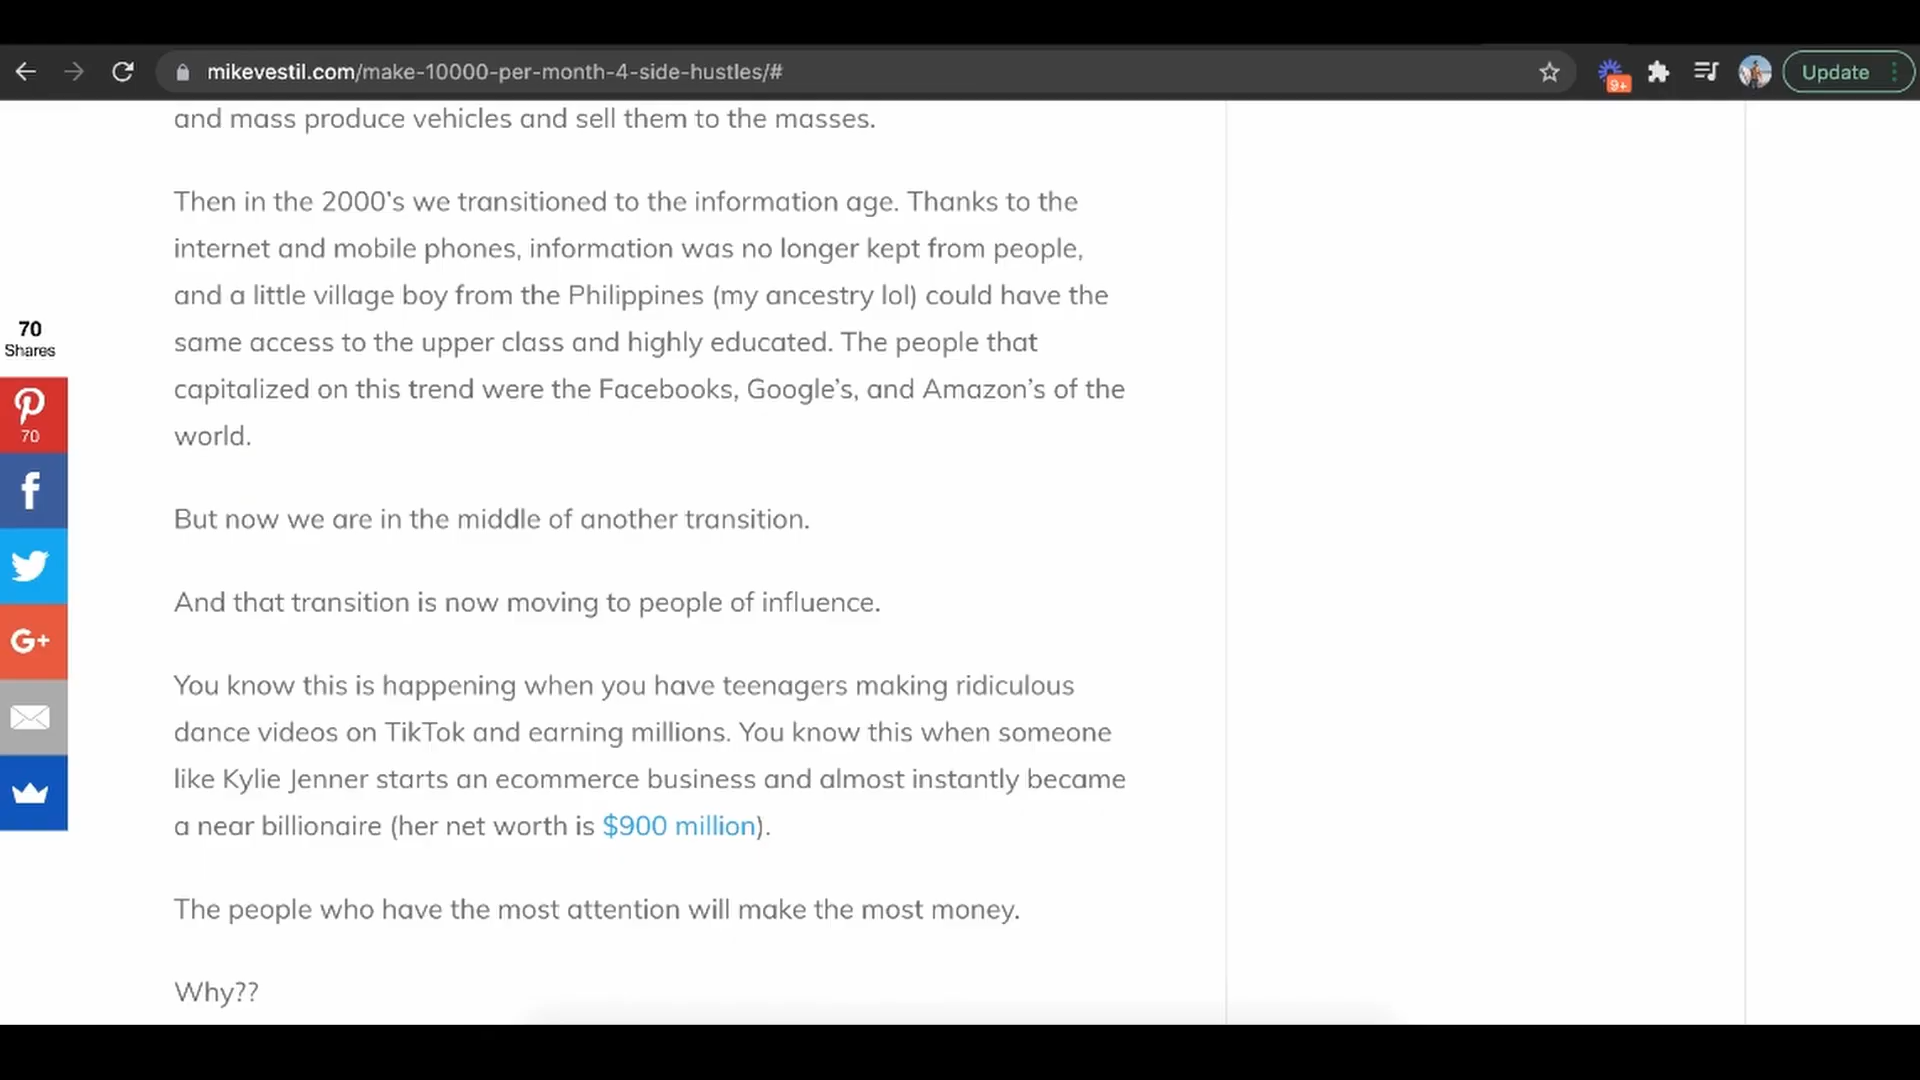 mikevestil.com/make-10000-per-month-4-side-hustles/#
9+
Update
and mass produce vehicles and sell them to the masses.
Then in the 2000's we transitioned to the information age. Thanks to the
internet and mobile phones, information was no longer kept from people,
and a little village boy from the Philippines (my ancestry lol) could have the
same access to the upper class and highly educated. The people that
capitalized on this trend were the Facebooks, Google's, and Amazon's of the
world.
But now we are in the middle of another transition.
And that transition is now moving to people of influence.
You know this is happening when you have teenagers making ridiculous
dance videos on TikTok and earning millions. You know this when someone
like Kylie Jenner starts an ecommerce business and almost instantly became
a near billionaire (her net worth is $900 million).
The people who have the most attention will make the most money.
Why??
70
Shares
70
G+